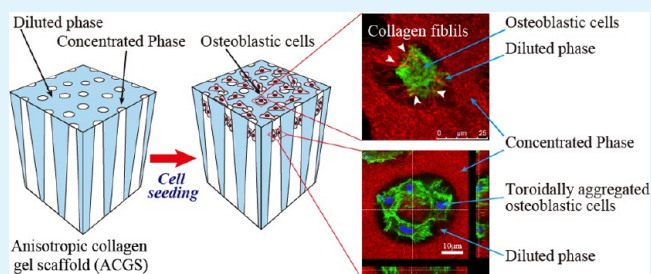 Diluted phase
Concentrated Phase
Osteoblastic cells
Cell
seeding
Anisotropic collagen
gel scaffold (ACGS)
Collagen fiblils
0 μm 25
10μm
Osteoblastic cells
Diluted phase
Concentrated Phase
Toroidally aggregated
osteoblastic cells
Diluted phase